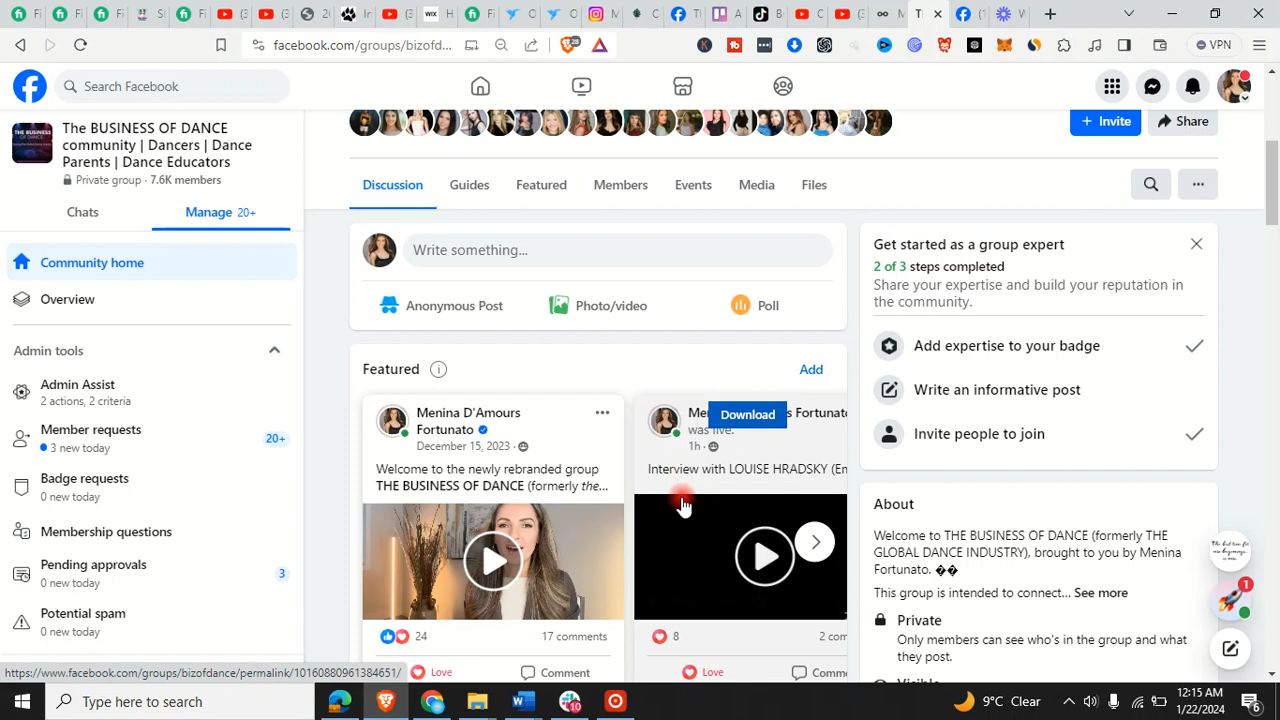 facebook.com/groups/bizofd...
VPN
Search Facebook
The BUSINESS OF DANCE
community | Dancers | Dance
Parents | Dance Educators
Private group · 7.6K members
Chats
Manage 20+
Community home
Overview
Admin tools
Admin Assist
2 actions, 2 criteria
Member requests
3 new today
20+
Badge requests
0 new today
Membership questions
Pending approvals
0 new today
3
Potential spam
0 new today
https://www.facebook.com/groups/bizofdance/permalink/10160880961384651/
+ Invite
Share
Discussion
Guides
Featured
Members
Events
Media
Files
Write something...
Anonymous Post
Photo/video
Poll
Featured
Add
Menina D'Amours
Fortunato
December 15, 2023 ·
Welcome to the newly rebranded group
THE BUSINESS OF DANCE (formerly the...
24
17 comments
Love
Comment
Download
Fortunato
was live.
1h ·
Interview with LOUISE HRADSKY (Em
8
2 com
Love
Comm
Get started as a group expert
2 of 3 steps completed
Share your expertise and build your reputation in
the community.
Add expertise to your badge
Write an informative post
Invite people to join
About
Welcome to THE BUSINESS OF DANCE (formerly THE
GLOBAL DANCE INDUSTRY), brought to you by Menina
Fortunato. ��
This group is intended to connect... See more
Private
Only members can see who's in the group and what
they post.
1
Type here to search
10
9°C Clear
12:15 AM
1/22/2024
6